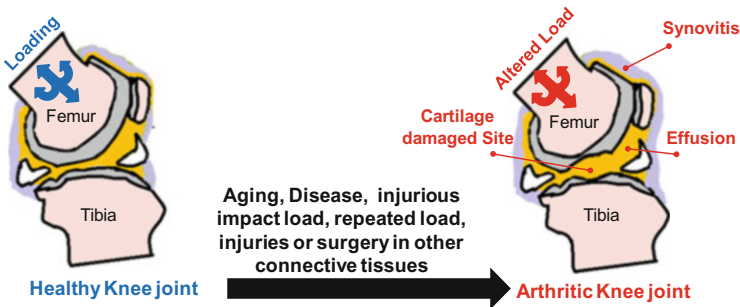 Loading
Femur
Tibia
Healthy Knee joint
Aging, Disease, injurious
impact load, repeated load,
injuries or surgery in other
connective tissues
Altered Load
Synovitis
Femur
Cartilage
damaged Site
Effusion
Tibia
Arthritic Knee joint